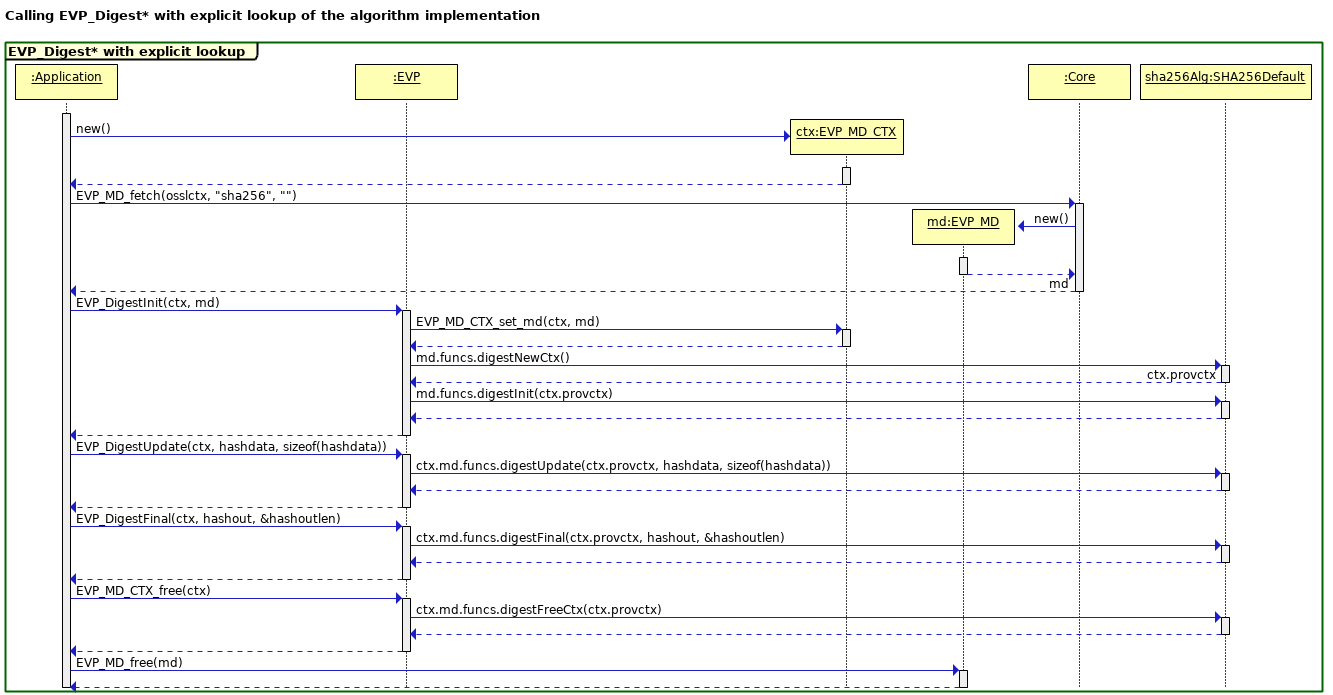 Calling EVP_Digest* with explicit lookup of the algorithm implementation
EVP_Digest* with explicit lookup
:Application
:EVP
:Core
sha256Alg:SHA256Default
new()
ctx:EVP_MD_CTX
EVP_MD_fetch(osslctx, "sha256", "")
md:EVP_MD
new()
md
EVP_DigestInit(ctx, md)
EVP_MD_CTX_set_md(ctx, md)
md.funcs.digestNewCtx()
ctx.provctx
md.funcs.digestInit(ctx.provctx)
EVP_DigestUpdate(ctx, hashdata, sizeof(hashdata))
ctx.md.funcs.digestUpdate(ctx.provctx, hashdata, sizeof(hashdata))
EVP_DigestFinal(ctx, hashout, &hashoutlen)
ctx.md.funcs.digestFinal(ctx.provctx, hashout, &hashoutlen)
EVP_MD_CTX_free(ctx)
ctx.md.funcs.digestFreeCtx(ctx.provctx)
EVP_MD_free(md)